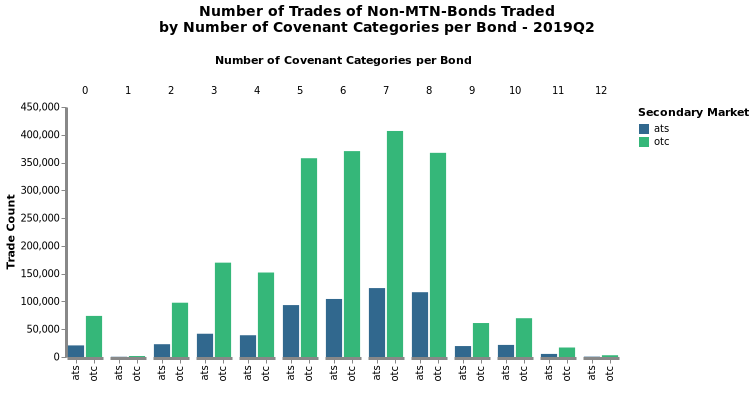 Number of Trades of Non-MTN-Bonds Traded
by Number of Covenant Categories per Bond - 2019Q2
Number of Covenant Categories per Bond
0 1 2 3 4 5 6 7 8 9 10 11 12
450,000
400,000
350,000
300,000
250,000
200,000
150,000
100,000
50,000
0
Trade Count
ats otc ats otc ats otc ats otc ats otc ats otc ats otc ats otc ats otc ats otc ats otc ats otc ats otc
Secondary Market
ats
otc